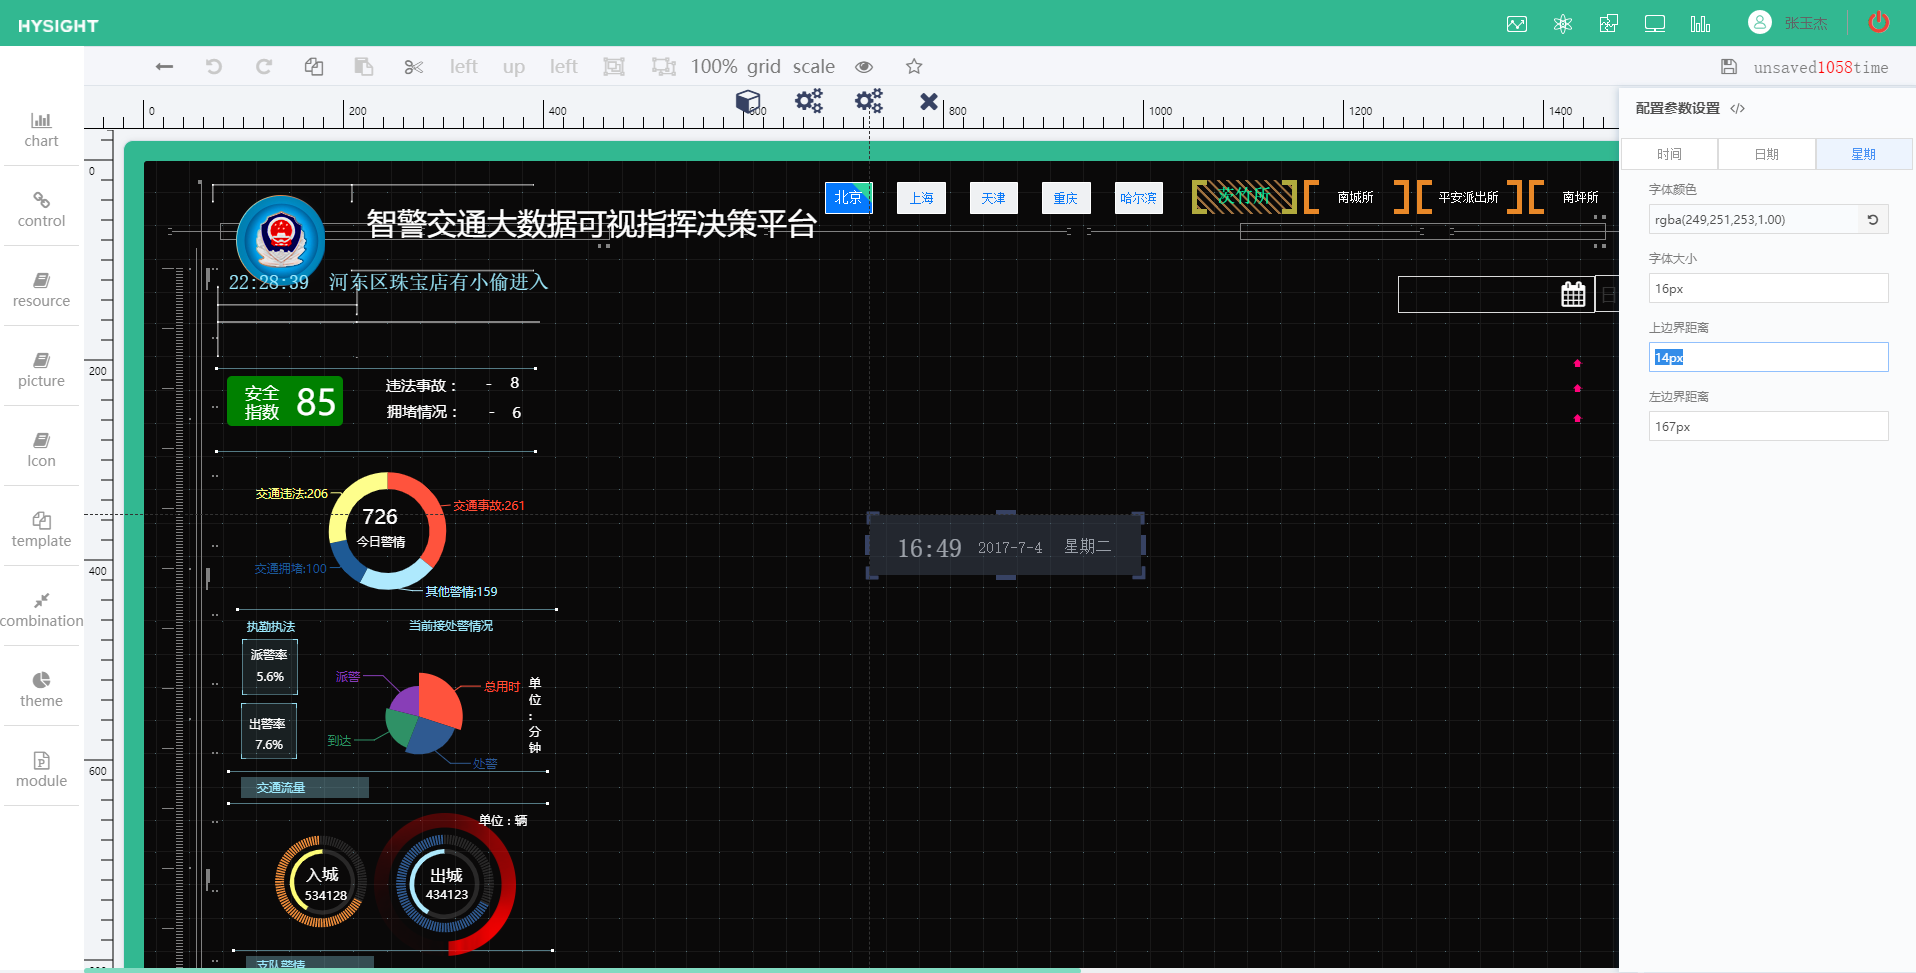 HYSIGHT
张玉杰
left up left 100% grid scale
unsaved1058time
0 200 400 600 800 1000 1200 1400
0
200
400
600
chart
control
resource
picture
Icon
template
combination
theme
module
智警交通大数据可视指挥决策平台
北京 上海 天津 重庆 哈尔滨 茨竹所 南城所 平安派出所 南坪所
22:28:39 河东区珠宝店有小偷进入
日
安全
指数
85
违法事故： - 8
拥堵情况： - 6
交通违法:206
交通事故:261
726
今日警情
交通拥堵:100
其他警情:159
执勤执法
当前接处警情况
派警率
5.6%
出警率
7.6%
派警
总用时
到达
处警
单
位
:
分
钟
交通流量
单位：辆
入城
534128
出城
434123
支队警情
16:49 2017-7-4 星期二
配置参数设置 </>
时间 日期 星期
字体颜色
rgba(249,251,253,1.00)
字体大小
16px
上边界距离
14px
左边界距离
167px